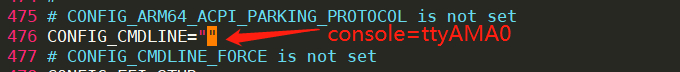 475 # CONFIG_ARM64_ACPI_PARKING_PROTOCOL is not set
476 CONFIG_CMDLINE="" console=ttyAMA0
477 # CONFIG_CMDLINE_FORCE is not set